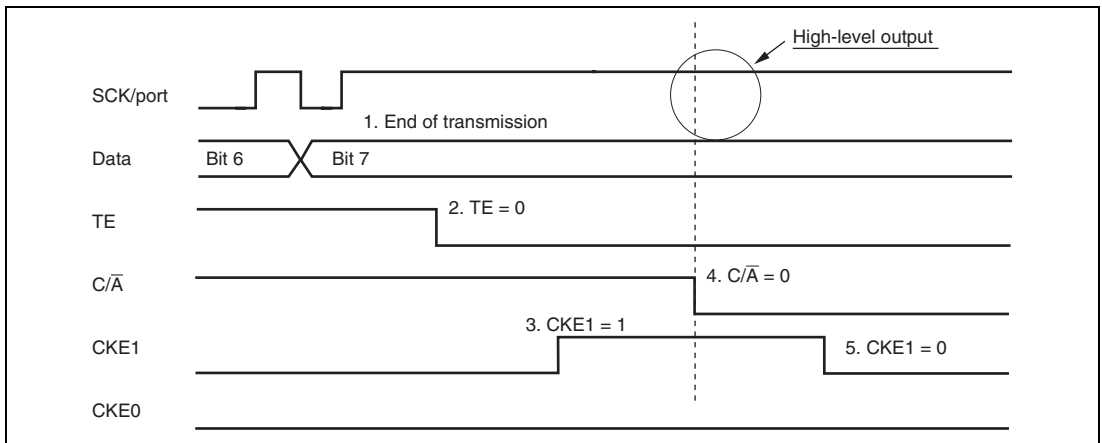 High-level output
SCK/port
1. End of transmission
Data
Bit 6
Bit 7
TE
2. TE = 0
C/A̅
4. C/A̅ = 0
3. CKE1 = 1
CKE1
5. CKE1 = 0
CKE0